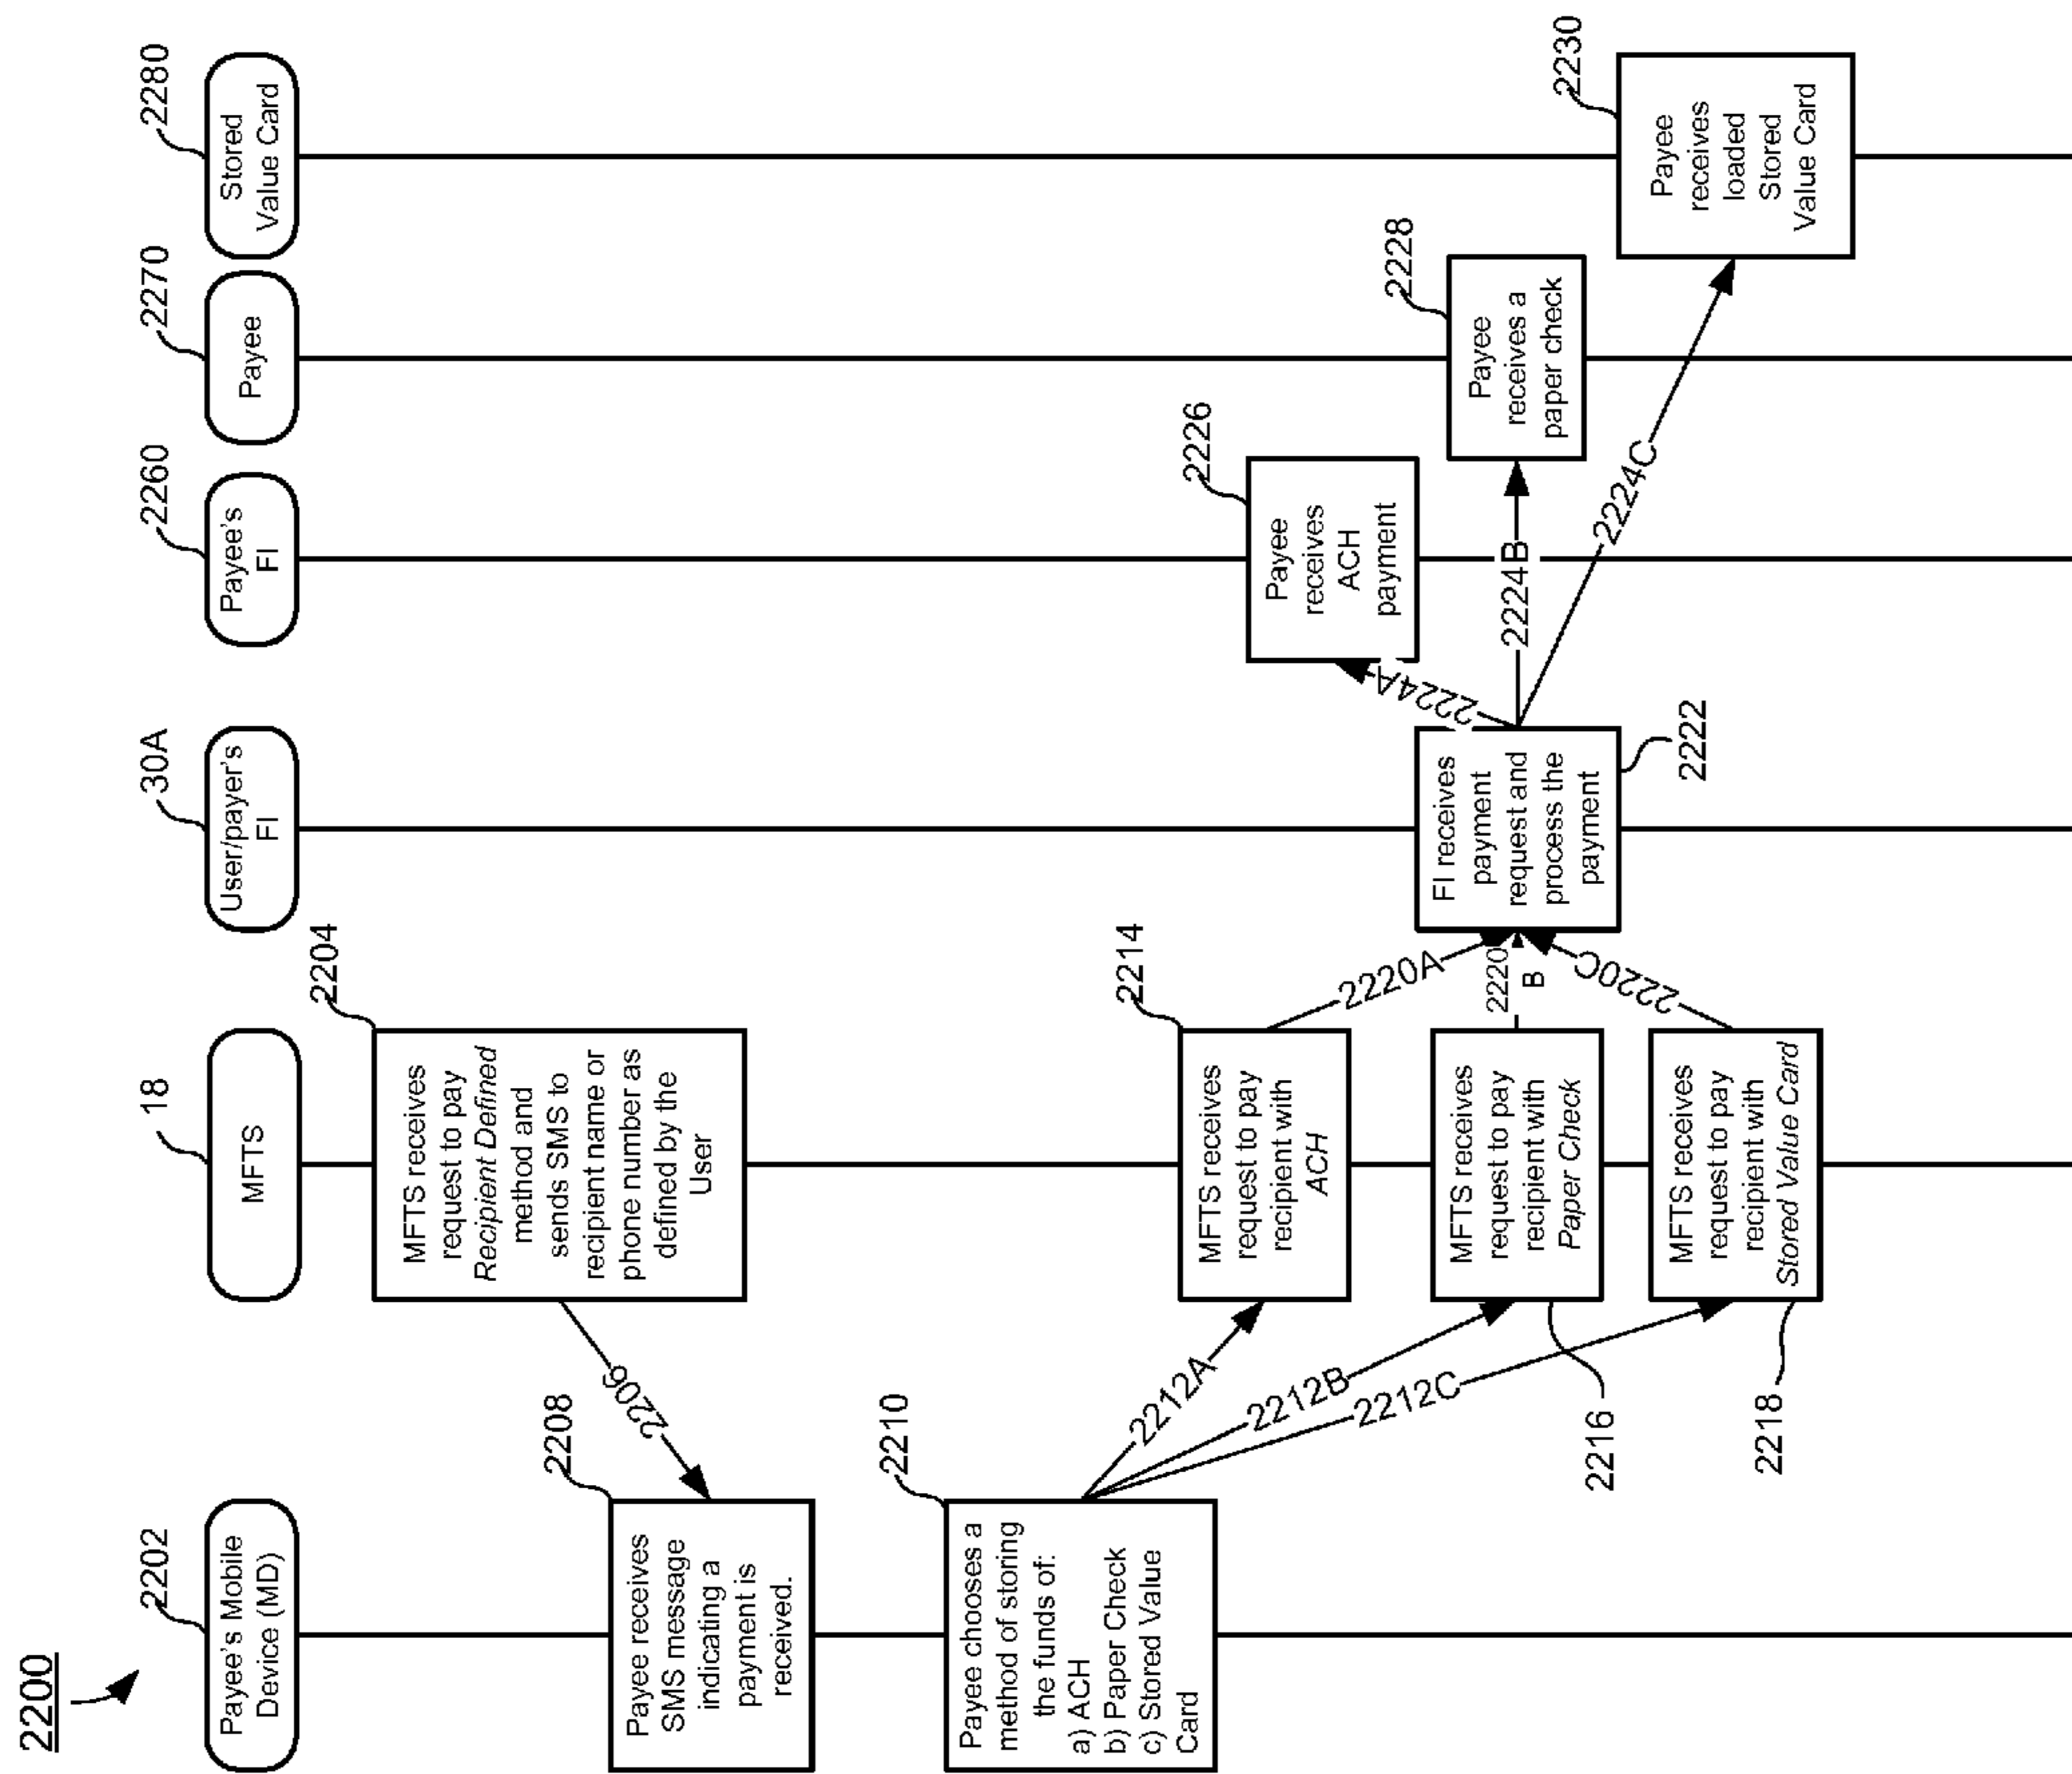 2200
2202
Payee's Mobile
Device (MD)
18
MFTS
30A
User/payer's
FI
2260
Payee's
FI
2270
Payee
2280
Stored
Value Card
2204
MFTS receives
request to pay
Recipient Defined
method and
sends SMS to
recipient name or
phone number as
defined by the
User
2206
2208
Payee receives
SMS message
indicating a
payment is
received.
2210
Payee chooses a
method of storing
the funds of:
a) ACH
b) Paper Check
c) Stored Value
Card
2212A
2212B
2212C
2214
MFTS receives
request to pay
recipient with
ACH
MFTS receives
request to pay
recipient with
Paper Check
2216
MFTS receives
request to pay
recipient with
Stored Value Card
2218
2220A
2220
B
2220C
FI receives
payment
request and
process the
payment
2222
2224A
2224B
2224C
2226
Payee
receives
ACH
payment
2228
Payee
receives a
paper check
2230
Payee
receives
loaded
Stored
Value Card